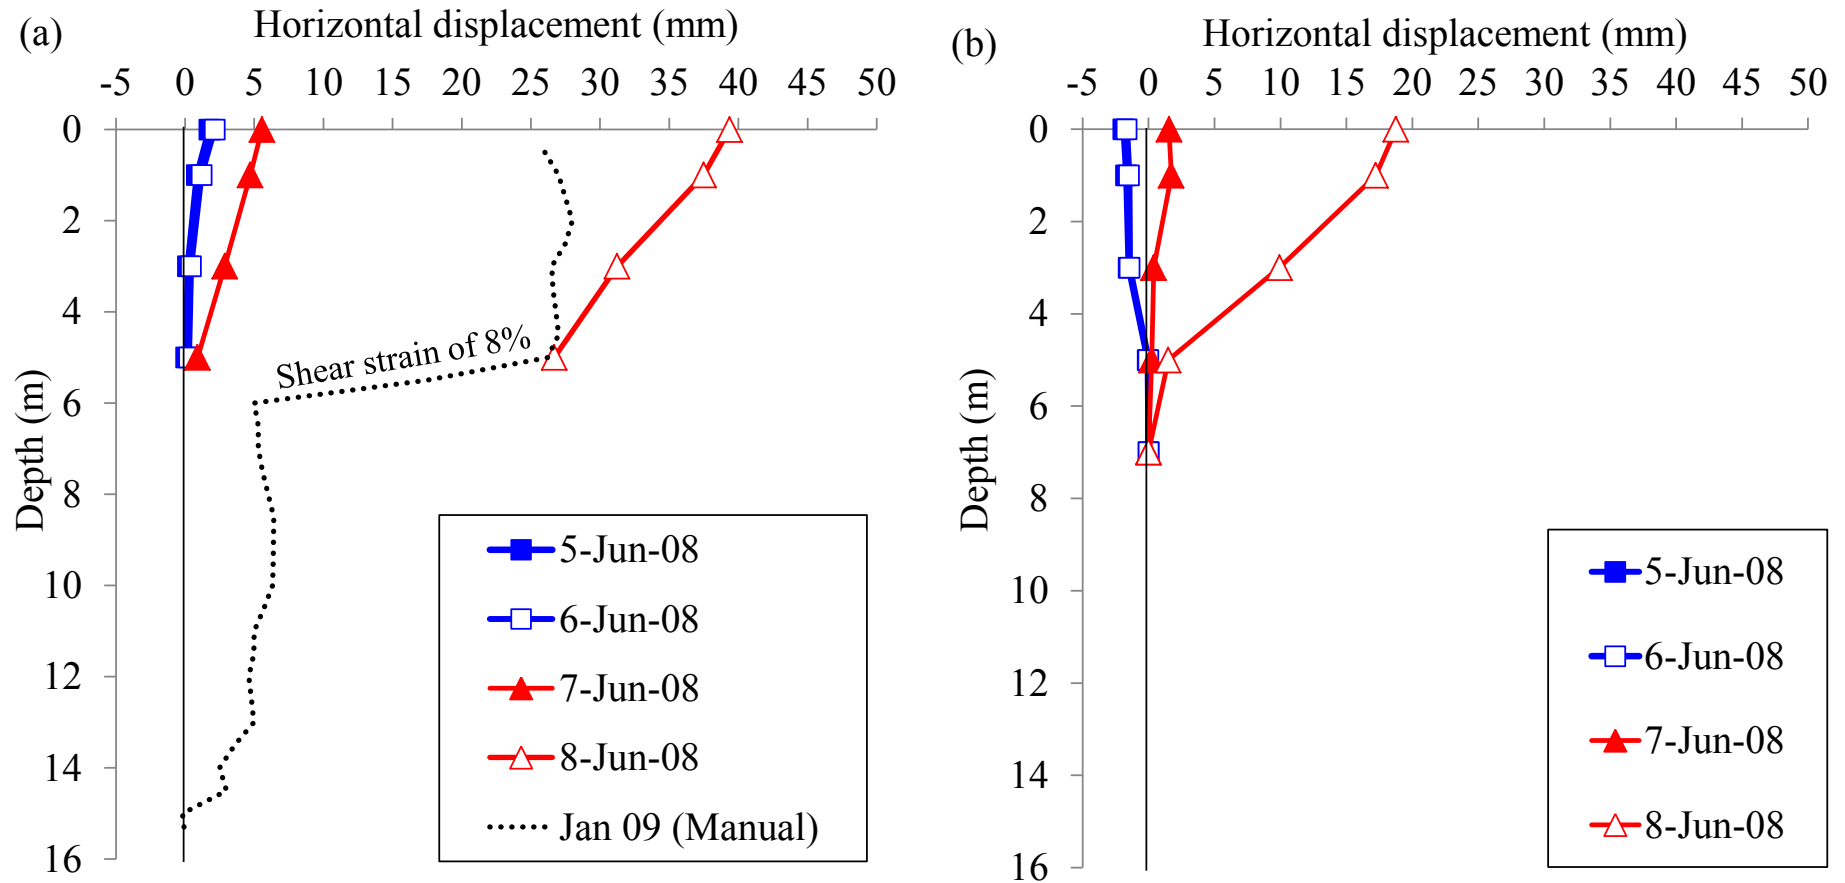 (a)
Horizontal displacement (mm)
-5 0 5 10 15 20 25 30 35 40 45 50
0
2
4
6
8
10
12
14
16
Depth (m)
Shear strain of 8%
5-Jun-08
6-Jun-08
7-Jun-08
8-Jun-08
Jan 09 (Manual)
(b)
Horizontal displacement (mm)
-5 0 5 10 15 20 25 30 35 40 45 50
0
2
4
6
8
10
12
14
16
Depth (m)
5-Jun-08
6-Jun-08
7-Jun-08
8-Jun-08